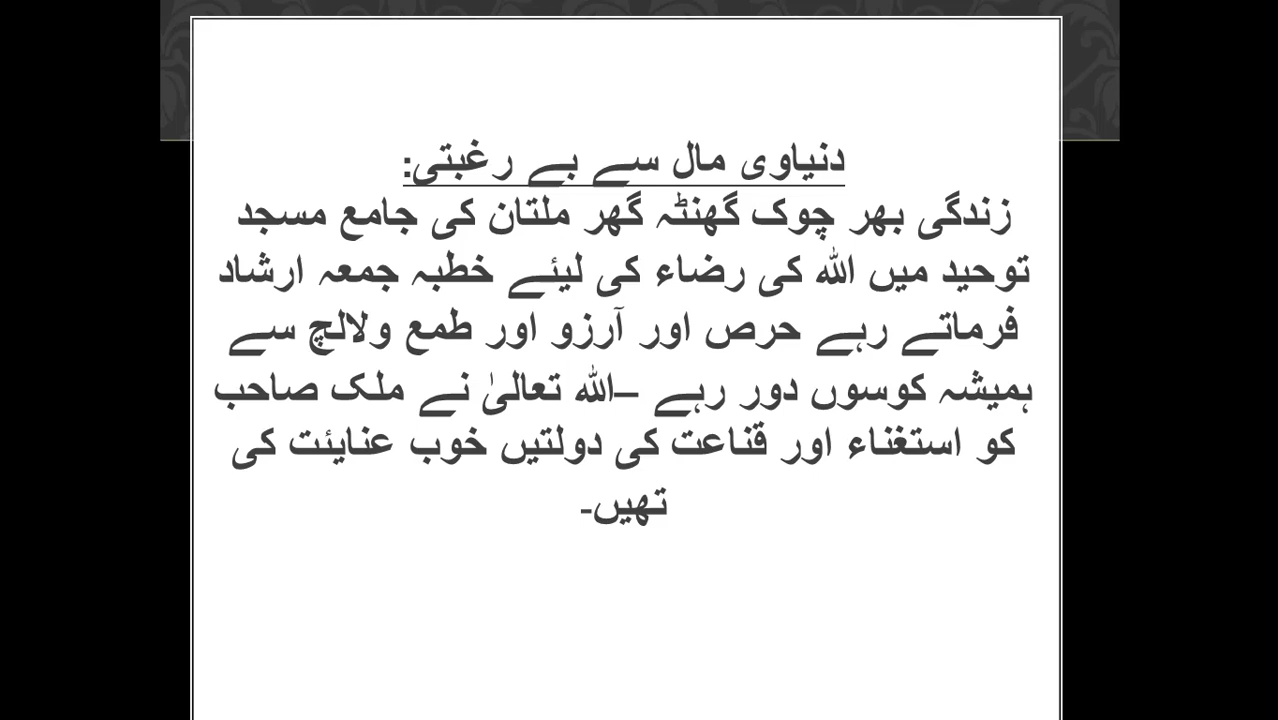 دنیاوی مال سے بے رغبتی:
زندگی بھر چوک گھنٹہ گھر ملتان کی جامع مسجد
توحید میں اللہ کی رضاء کی لیئے خطبہ جمعہ ارشاد
فرماتے رہے حرص اور آرزو اور طمع ولالچ سے
ہمیشہ کوسوں دور رہے –اللہ تعالیٰ نے ملک صاحب
کو استغناء اور قناعت کی دولتیں خوب عنایئت کی
تھیں۔